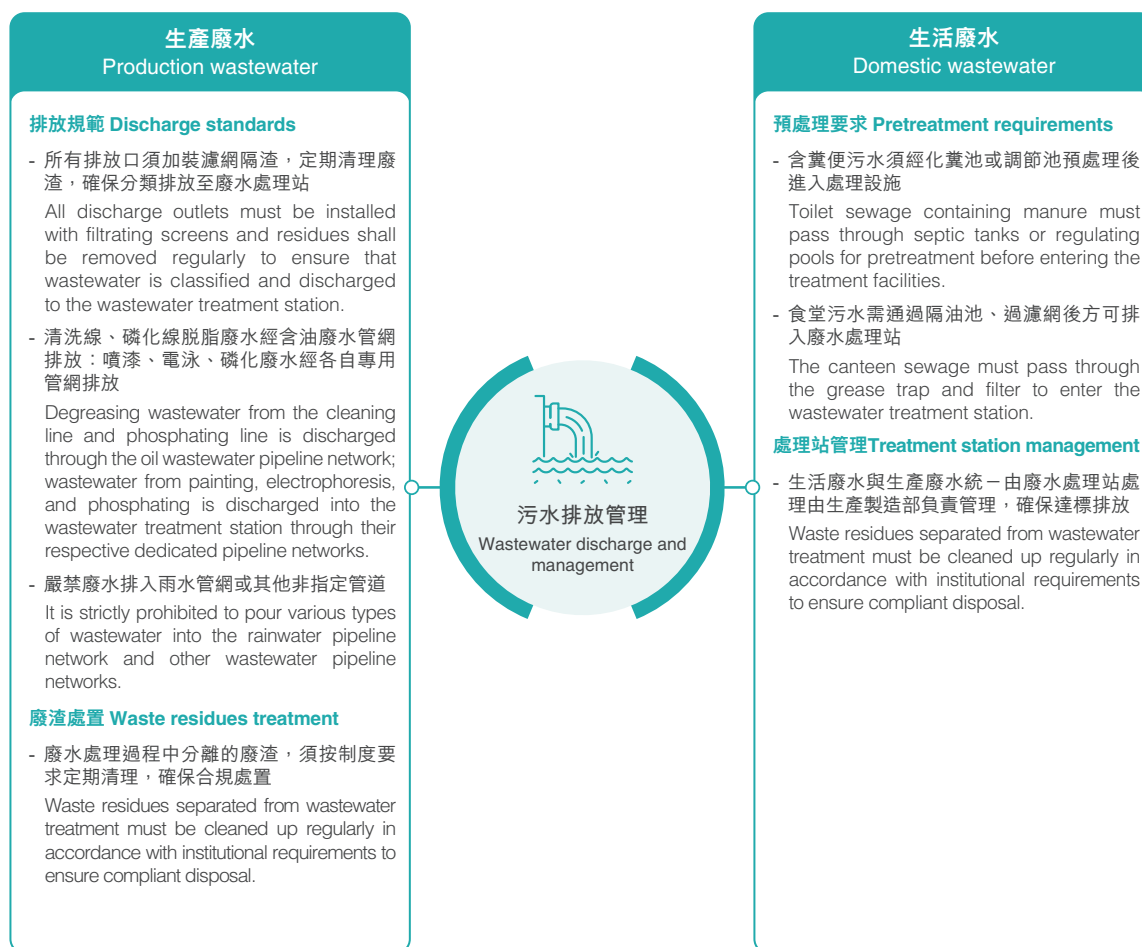 生產廢水
Production wastewater
排放規範 Discharge standards
- 所有排放口須加裝濾網隔渣，定期清理廢
渣，確保分類排放至廢水處理站
All discharge outlets must be installed
with filtrating screens and residues shall
be removed regularly to ensure that
wastewater is classified and discharged
to the wastewater treatment station.
- 清洗線、磷化線脫脂廢水經含油廢水管網
排放：噴漆、電泳、磷化廢水經各自專用
管網排放
Degreasing wastewater from the cleaning
line and phosphating line is discharged
through the oil wastewater pipeline network;
wastewater from painting, electrophoresis,
and phosphating is discharged into the
wastewater treatment station through their
respective dedicated pipeline networks.
- 嚴禁廢水排入雨水管網或其他非指定管道
It is strictly prohibited to pour various types
of wastewater into the rainwater pipeline
network and other wastewater pipeline
networks.
廢渣處置 Waste residues treatment
- 廢水處理過程中分離的廢渣，須按制度要
求定期清理，確保合規處置
Waste residues separated from wastewater
treatment must be cleaned up regularly in
accordance with institutional requirements to
ensure compliant disposal.
污水排放管理
Wastewater discharge and
management
生活廢水
Domestic wastewater
預處理要求 Pretreatment requirements
- 含糞便污水須經化糞池或調節池預處理後
進入處理設施
Toilet sewage containing manure must
pass through septic tanks or regulating
pools for pretreatment before entering the
treatment facilities.
- 食堂污水需通過隔油池、過濾網後方可排
入廢水處理站
The canteen sewage must pass through
the grease trap and filter to enter the
wastewater treatment station.
處理站管理Treatment station management
- 生活廢水與生產廢水統一由廢水處理站處
理由生產製造部負責管理，確保達標排放
Waste residues separated from wastewater
treatment must be cleaned up regularly in
accordance with institutional requirements
to ensure compliant disposal.